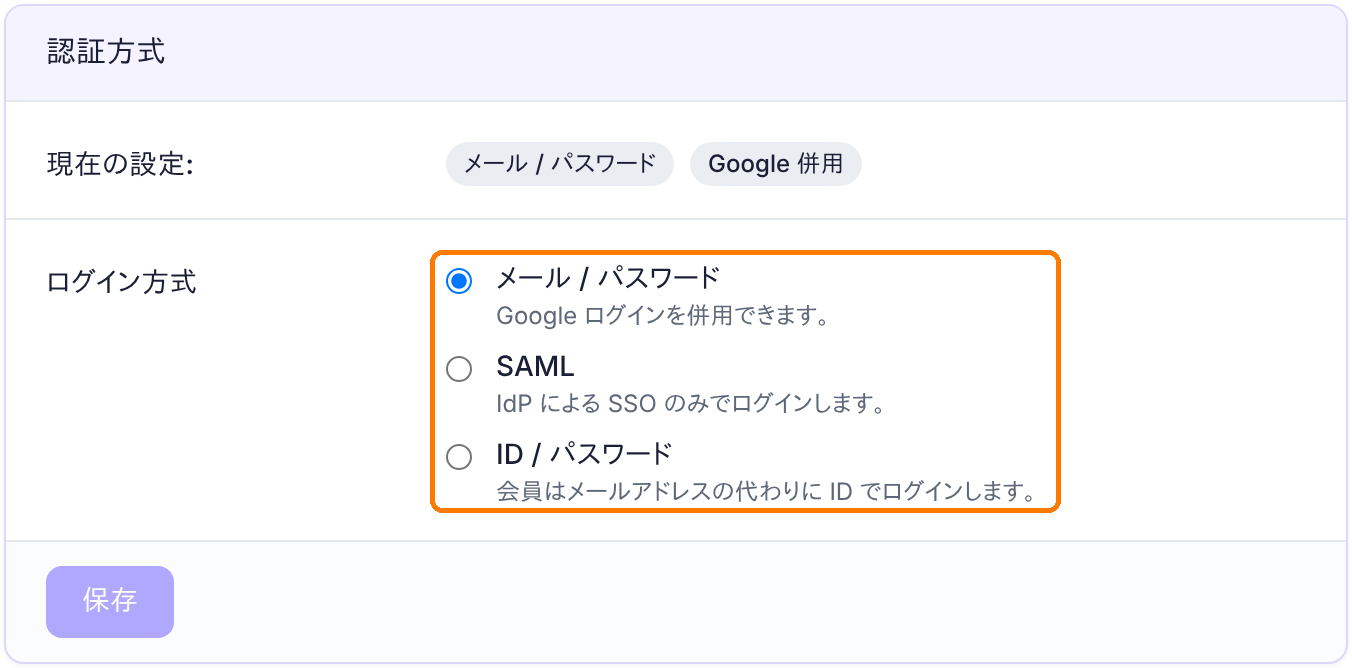 認証方式
現在の設定: メール / パスワード Google 併用
ログイン方式
メール / パスワード
Google ログインを併用できます。
SAML
IdP による SSO のみでログインします。
ID / パスワード
会員はメールアドレスの代わりに ID でログインします。
保存